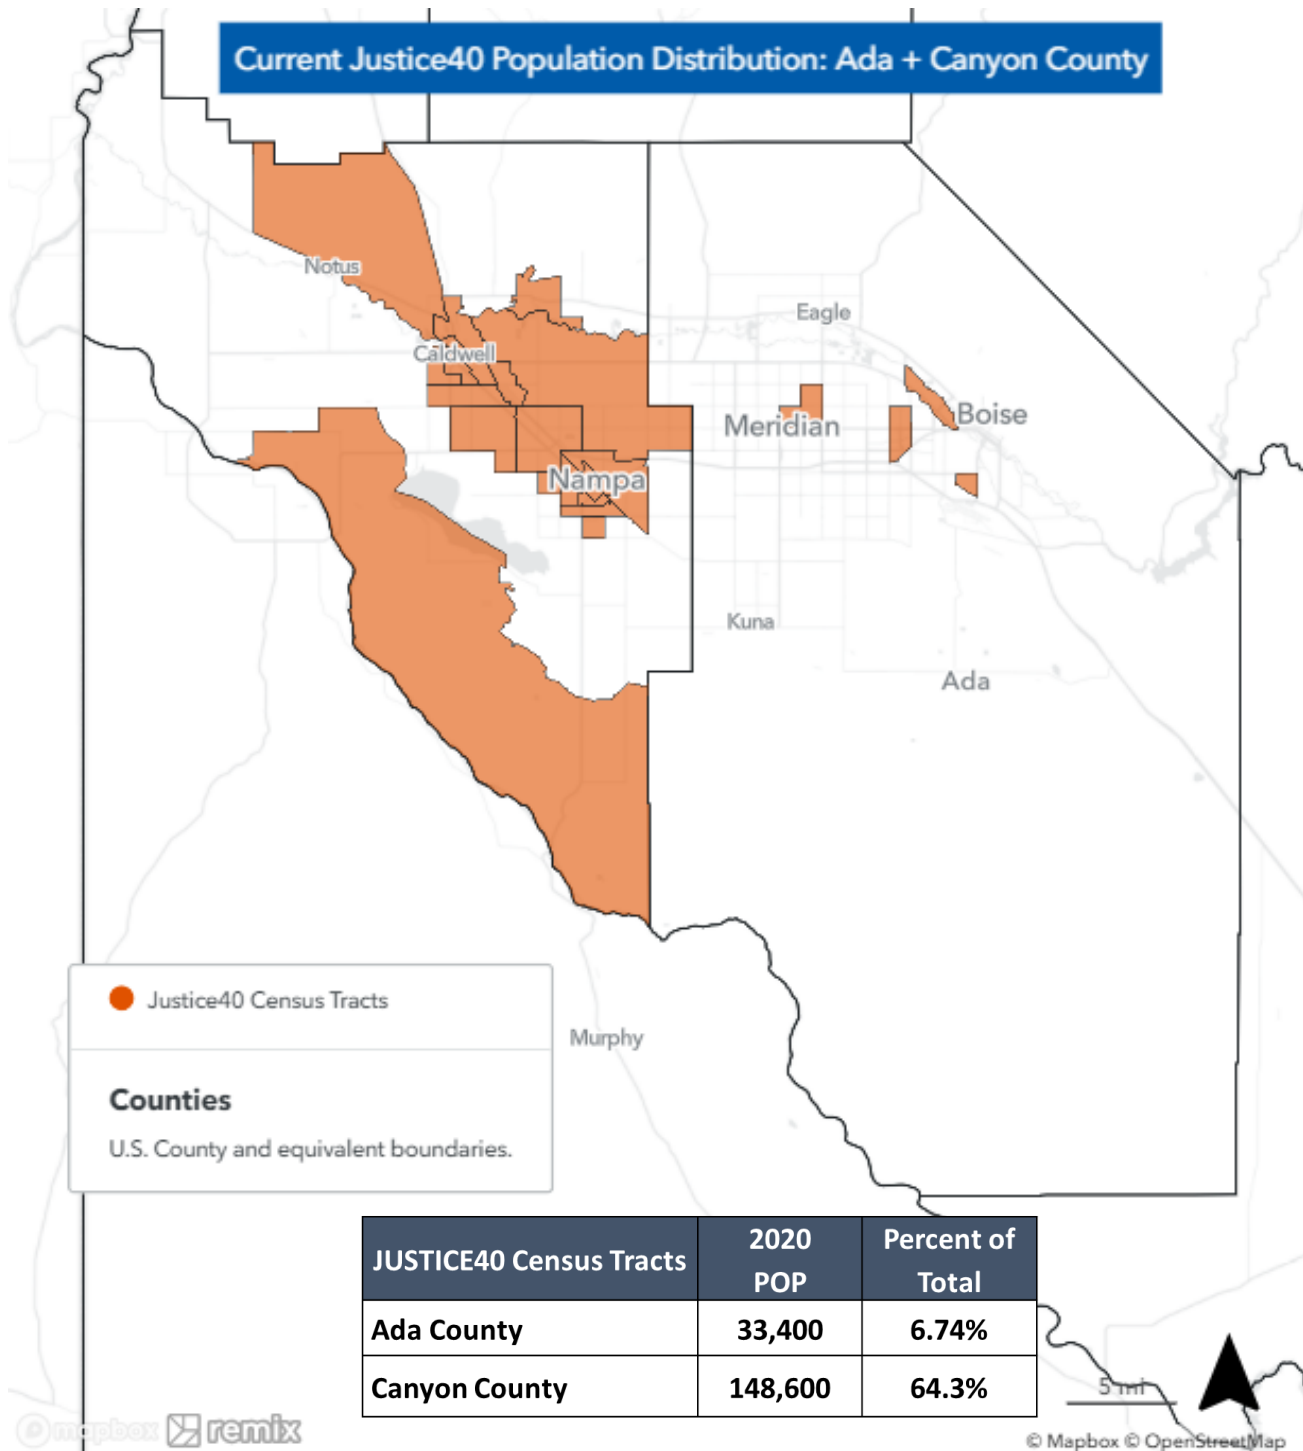 Current Justice40 Population Distribution: Ada + Canyon County
Notus
Eagle
Caldwell
Boise
Meridian
Nampa
Kuna
Ada
Justice40 Census Tracts
Murphy
Counties
U.S. County and equivalent boundaries.
JUSTICE40 Census Tracts
2020
POP
Percent of
Total
Ada County 33,400 6.74%
Canyon County 148,600 64.3%
5 mi
mapbox remix
© Mapbox © OpenStreetMap